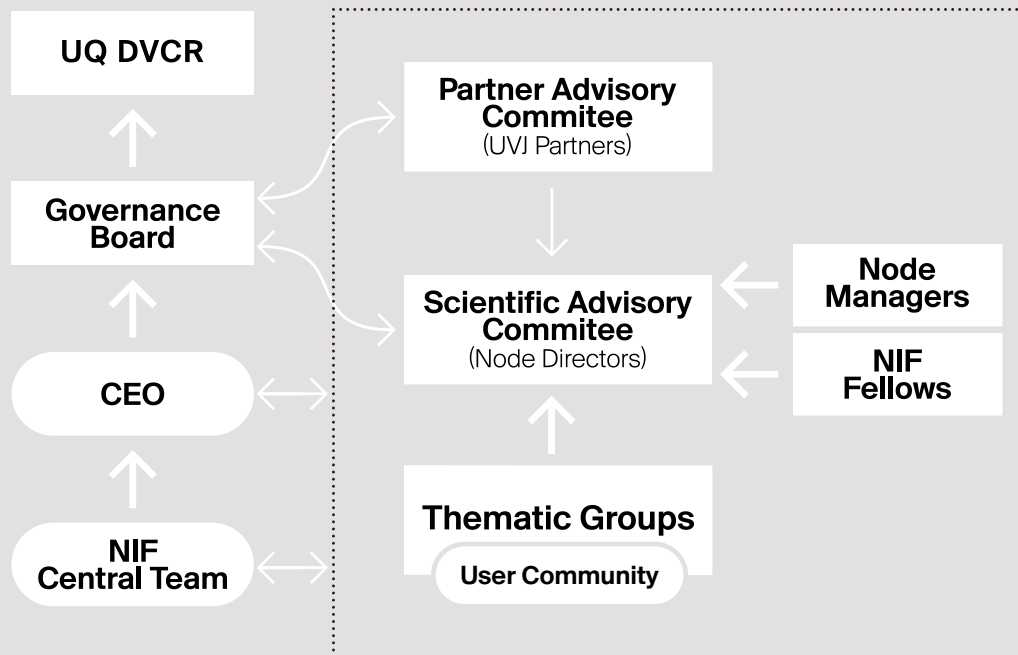 UQ DVCR
Governance
Board
CEO
NIF
Central Team
Partner Advisory
Commitee
(UVJ Partners)
Scientific Advisory
Commitee
(Node Directors)
Node
Managers
NIF
Fellows
Thematic Groups
User Community